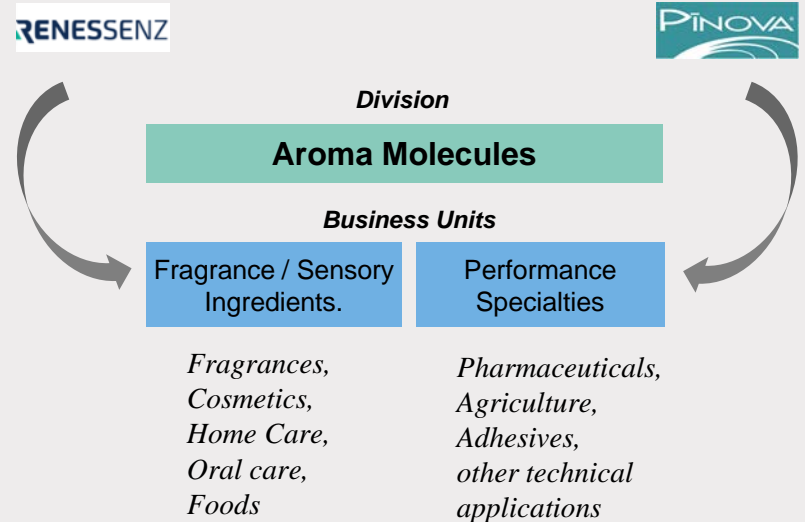 RENESSENZ
PINOVA
Division
Aroma Molecules
Business Units
Fragrance / Sensory
Ingredients.
Performance
Specialties
Fragrances,
Cosmetics,
Home Care,
Oral care,
Foods
Pharmaceuticals,
Agriculture,
Adhesives,
other technical
applications